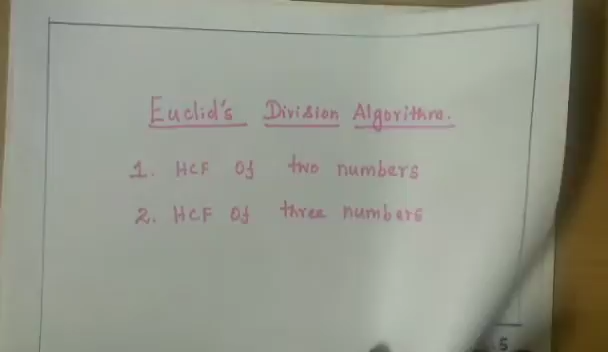 Euclid's Division Algorithm.
1. HCF Of two numbers
2. HCF Of three numbers
5